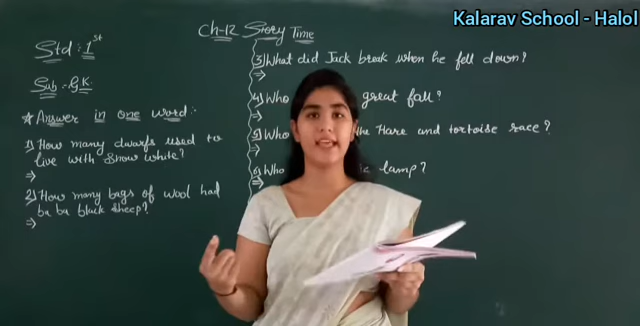 Kalarav School - Halol
Ch-12 Story Time
Std :- 1st
Sub :- G.K.
* Answer in one word :-
1) How many dwarfs used to
live with Snow white?
⇒
2) How many bags of wool had
ba ba black sheep?
⇒
3) What did Jack break when he fell down?
⇒
4) Who great fall?
⇒
5) Who the Hare and tortoise race?
⇒
6) Who lamp?
⇒